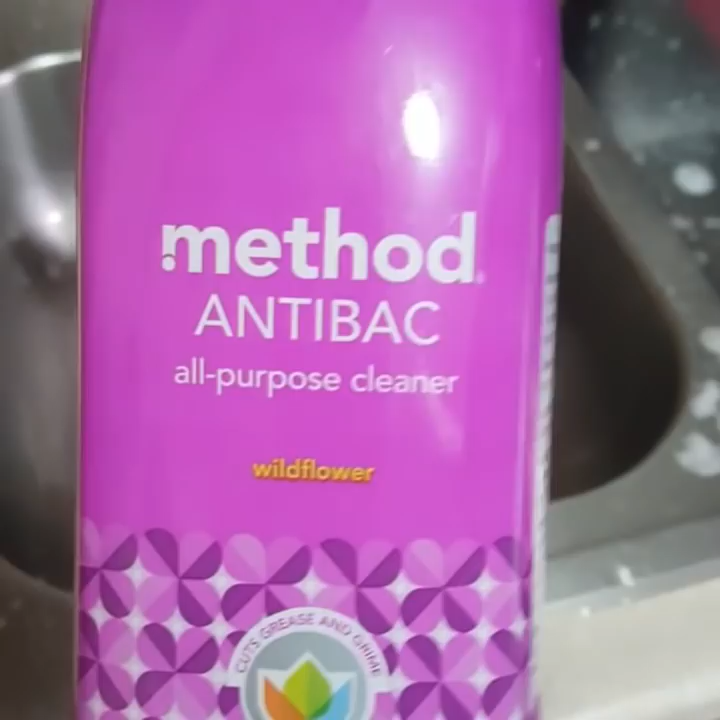 method
ANTIBAC
all-purpose cleaner
wildflower
CUTS GREASE AND GRIME